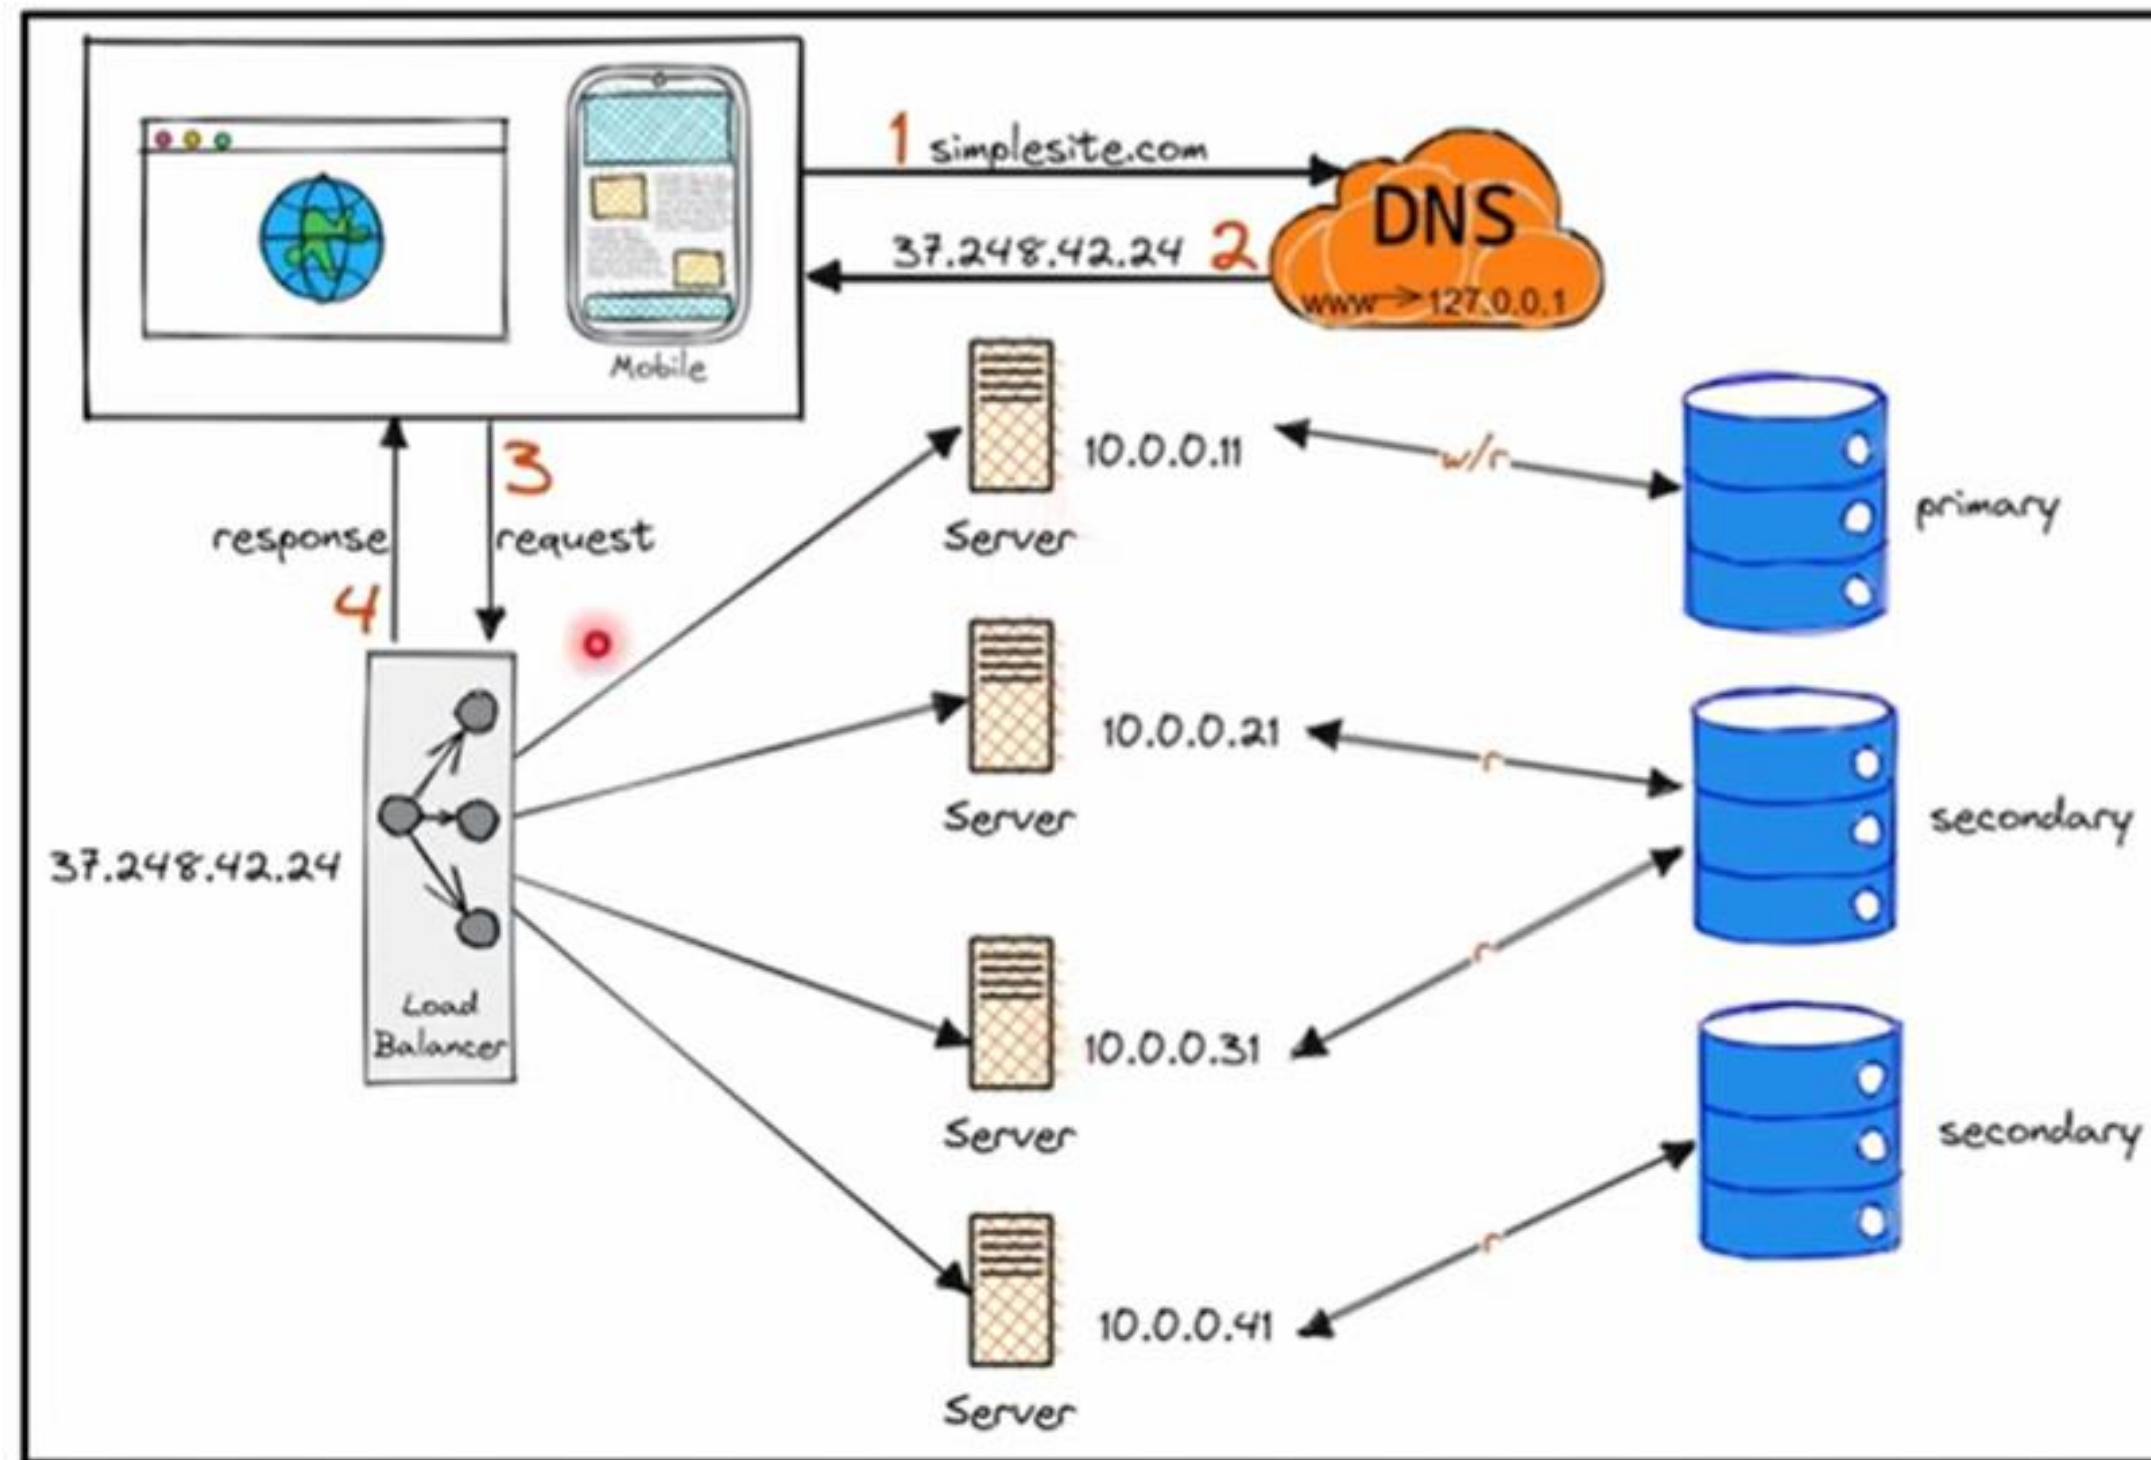 1 simplesite.com
DNS
37.248.42.24 2
www→127.0.0.1
Mobile
3
10.0.0.11
w/r
primary
response
request
Server
4
10.0.0.21
r
secondary
Server
37.248.42.24
r
Load
Balancer
10.0.0.31
Server
secondary
r
10.0.0.41
Server